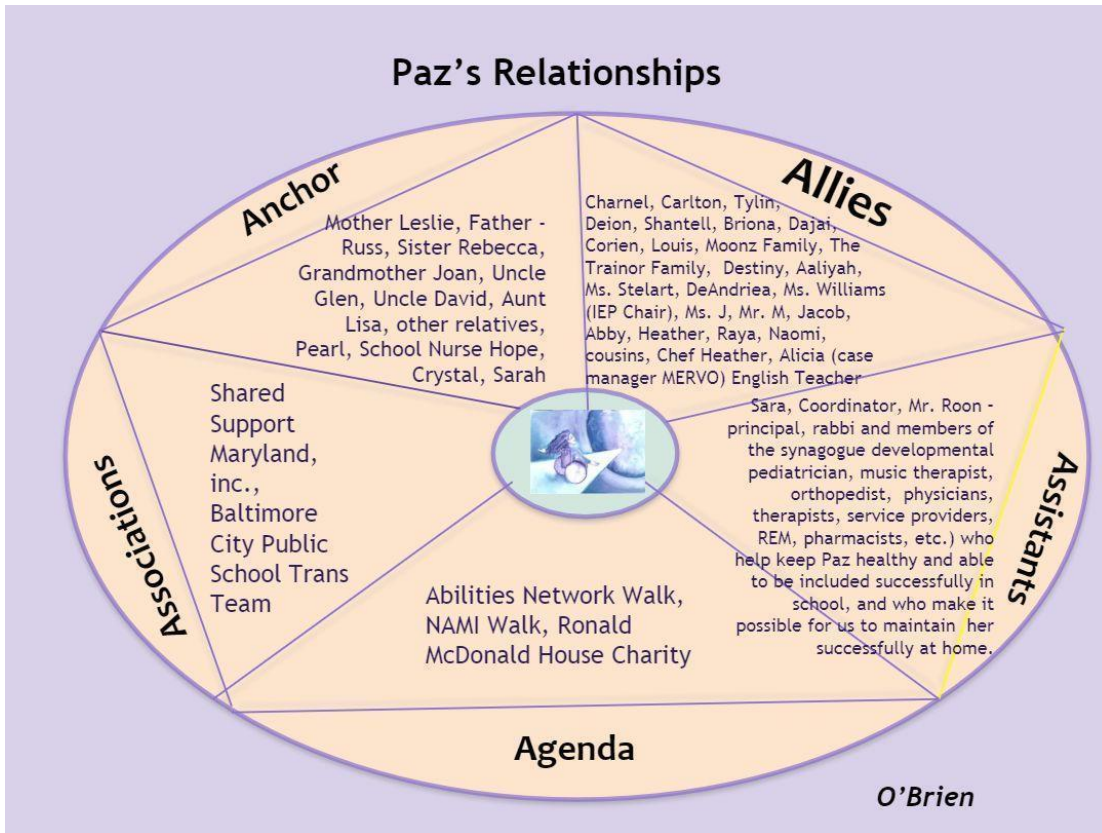 Paz's Relationships
Anchor
Mother Leslie, Father -
Russ, Sister Rebecca,
Grandmother Joan, Uncle
Glen, Uncle David, Aunt
Lisa, other relatives,
Pearl, School Nurse Hope,
Crystal, Sarah
Allies
Charnel, Carlton, Tylin,
Deion, Shantell, Briona, Dajai,
Corien, Louis, Moonz Family, The
Trainor Family, Destiny, Aaliyah,
Ms. Stelart, DeAndriea, Ms. Williams
(IEP Chair), Ms. J, Mr. M, Jacob,
Abby, Heather, Raya, Naomi,
cousins, Chef Heather, Alicia (case
manager MERVO) English Teacher
Associations
Shared
Support
Maryland,
inc.,
Baltimore
City Public
School Trans
Team
Assistants
Sara, Coordinator, Mr. Roon -
principal, rabbi and members of
the synagogue developmental
pediatrician, music therapist,
orthopedist, physicians,
therapists, service providers,
REM, pharmacists, etc.) who
help keep Paz healthy and able
to be included successfully in
school, and who make it
possible for us to maintain her
successfully at home.
Abilities Network Walk,
NAMI Walk, Ronald
McDonald House Charity
Agenda
O'Brien